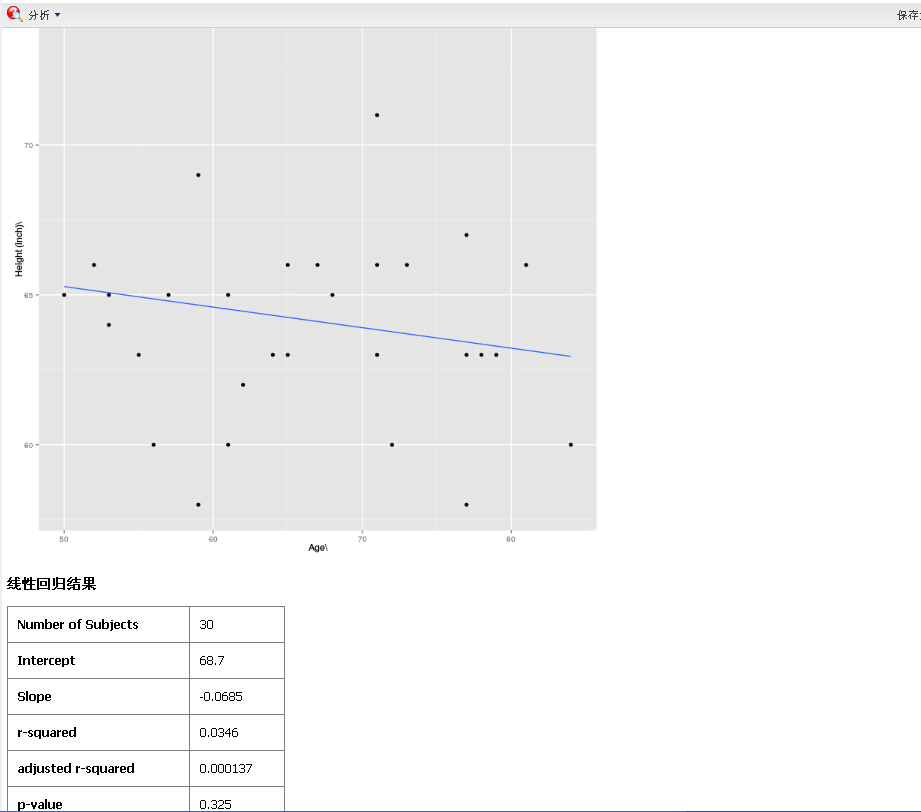 分析
保存
70
65
60
Height (inch)\
50 60 70 80
Age\
线性回归结果
Number of Subjects 30
Intercept 68.7
Slope -0.0685
r-squared 0.0346
adjusted r-squared 0.000137
p-value 0.325